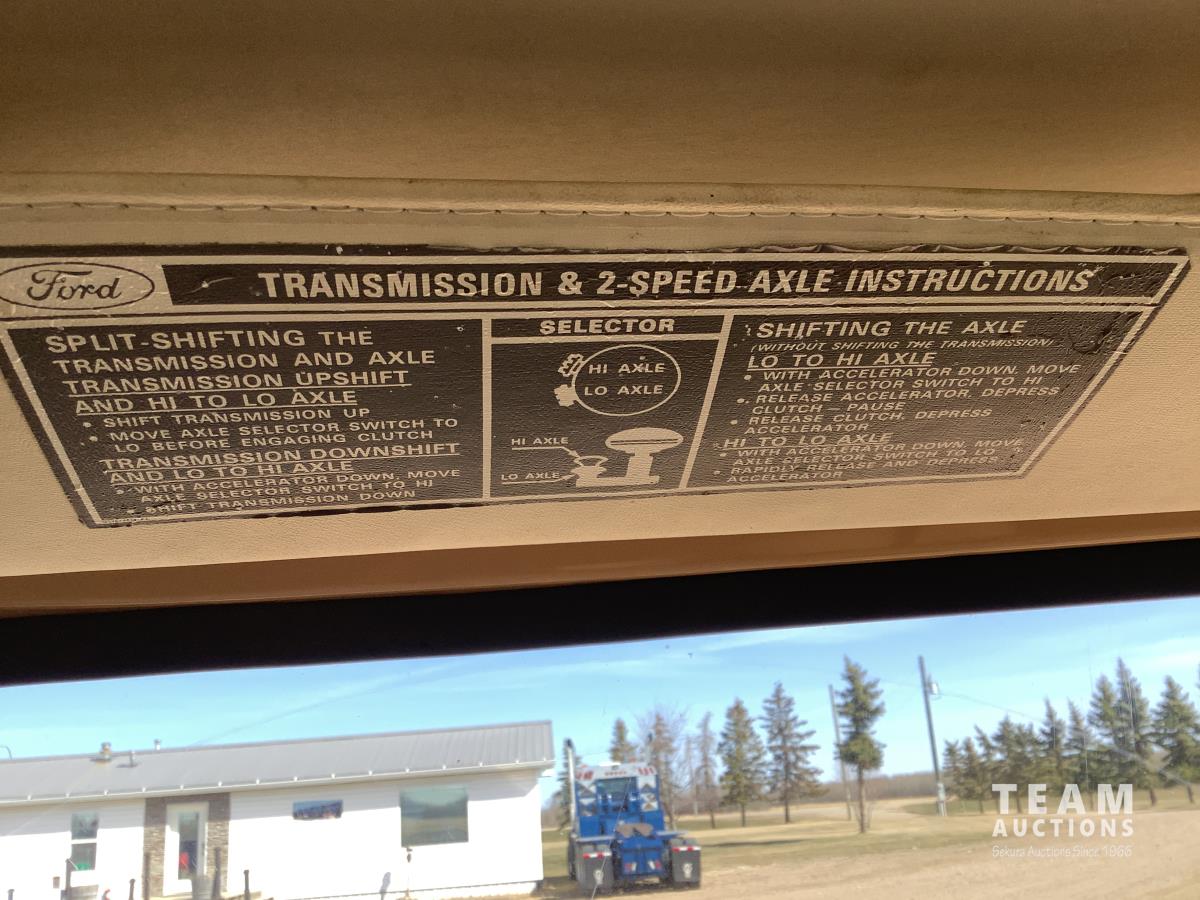 Ford
TRANSMISSION & 2-SPEED AXLE INSTRUCTIONS
SPLIT-SHIFTING THE
TRANSMISSION AND AXLE
TRANSMISSION UPSHIFT
AND HI TO LO AXLE
• SHIFT TRANSMISSION UP
• MOVE AXLE SELECTOR SWITCH TO
LO BEFORE ENGAGING CLUTCH
TRANSMISSION DOWNSHIFT
AND LO TO HI AXLE
• WITH ACCELERATOR DOWN, MOVE
AXLE SELECTOR SWITCH TO HI
• SHIFT TRANSMISSION DOWN
SELECTOR
HI AXLE
LO AXLE
HI AXLE
LO AXLE
SHIFTING THE AXLE
(WITHOUT SHIFTING THE TRANSMISSION)
LO TO HI AXLE
• WITH ACCELERATOR DOWN, MOVE
AXLE SELECTOR SWITCH TO HI
• RELEASE ACCELERATOR, DEPRESS
CLUTCH — PAUSE
• RELEASE CLUTCH, DEPRESS
ACCELERATOR
HI TO LO AXLE
• WITH ACCELERATOR DOWN, MOVE
AXLE SELECTOR SWITCH TO LO
• RAPIDLY RELEASE AND DEPRESS
ACCELERATOR
TEAM
AUCTIONS
Sekura Auctions Since 1966